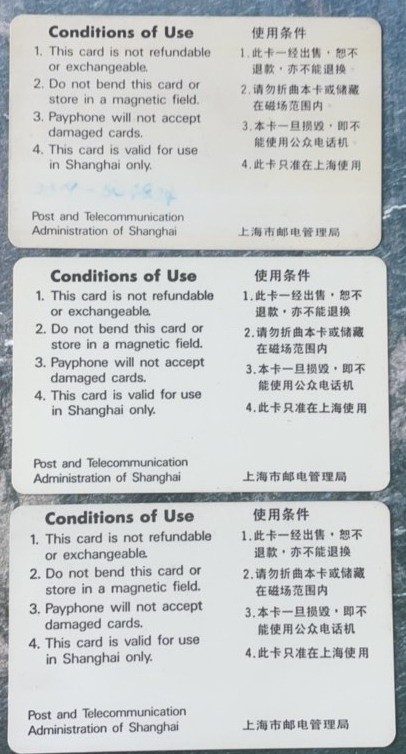 Conditions of Use
1. This card is not refundable
or exchangeable.
2. Do not bend this card or
store in a magnetic field.
3. Payphone will not accept
damaged cards.
4. This card is valid for use
in Shanghai only.
Post and Telecommunication
Administration of Shanghai
使用条件
1.此卡一经出售，恕不
退款，亦不能退换。
2.请勿折曲本卡或储藏
在磁场范围内。
3.本卡一旦损毁，即不
能使用公众电话机。
4.此卡只准在上海使用
上海市邮电管理局
Conditions of Use
1. This card is not refundable
or exchangeable.
2. Do not bend this card or
store in a magnetic field.
3. Payphone will not accept
damaged cards.
4. This card is valid for use
in Shanghai only.
Post and Telecommunication
Administration of Shanghai
使用条件
1.此卡一经出售，恕不
退款，亦不能退换
2.请勿折曲本卡或储藏
在磁场范围内
3.本卡一旦损毁，即不
能使用公众电话机
4.此卡只准在上海使用
上海市邮电管理局
Conditions of Use
1. This card is not refundable
or exchangeable.
2. Do not bend this card or
store in a magnetic field.
3. Payphone will not accept
damaged cards.
4. This card is valid for use
in Shanghai only.
Post and Telecommunication
Administration of Shanghai
使用条件
1.此卡一经出售，恕不
退款，亦不能退换
2.请勿折曲本卡或储藏
在磁场范围内
3.本卡一旦损毁，即不
能使用公众电话机
4.此卡只准在上海使用
上海市邮电管理局